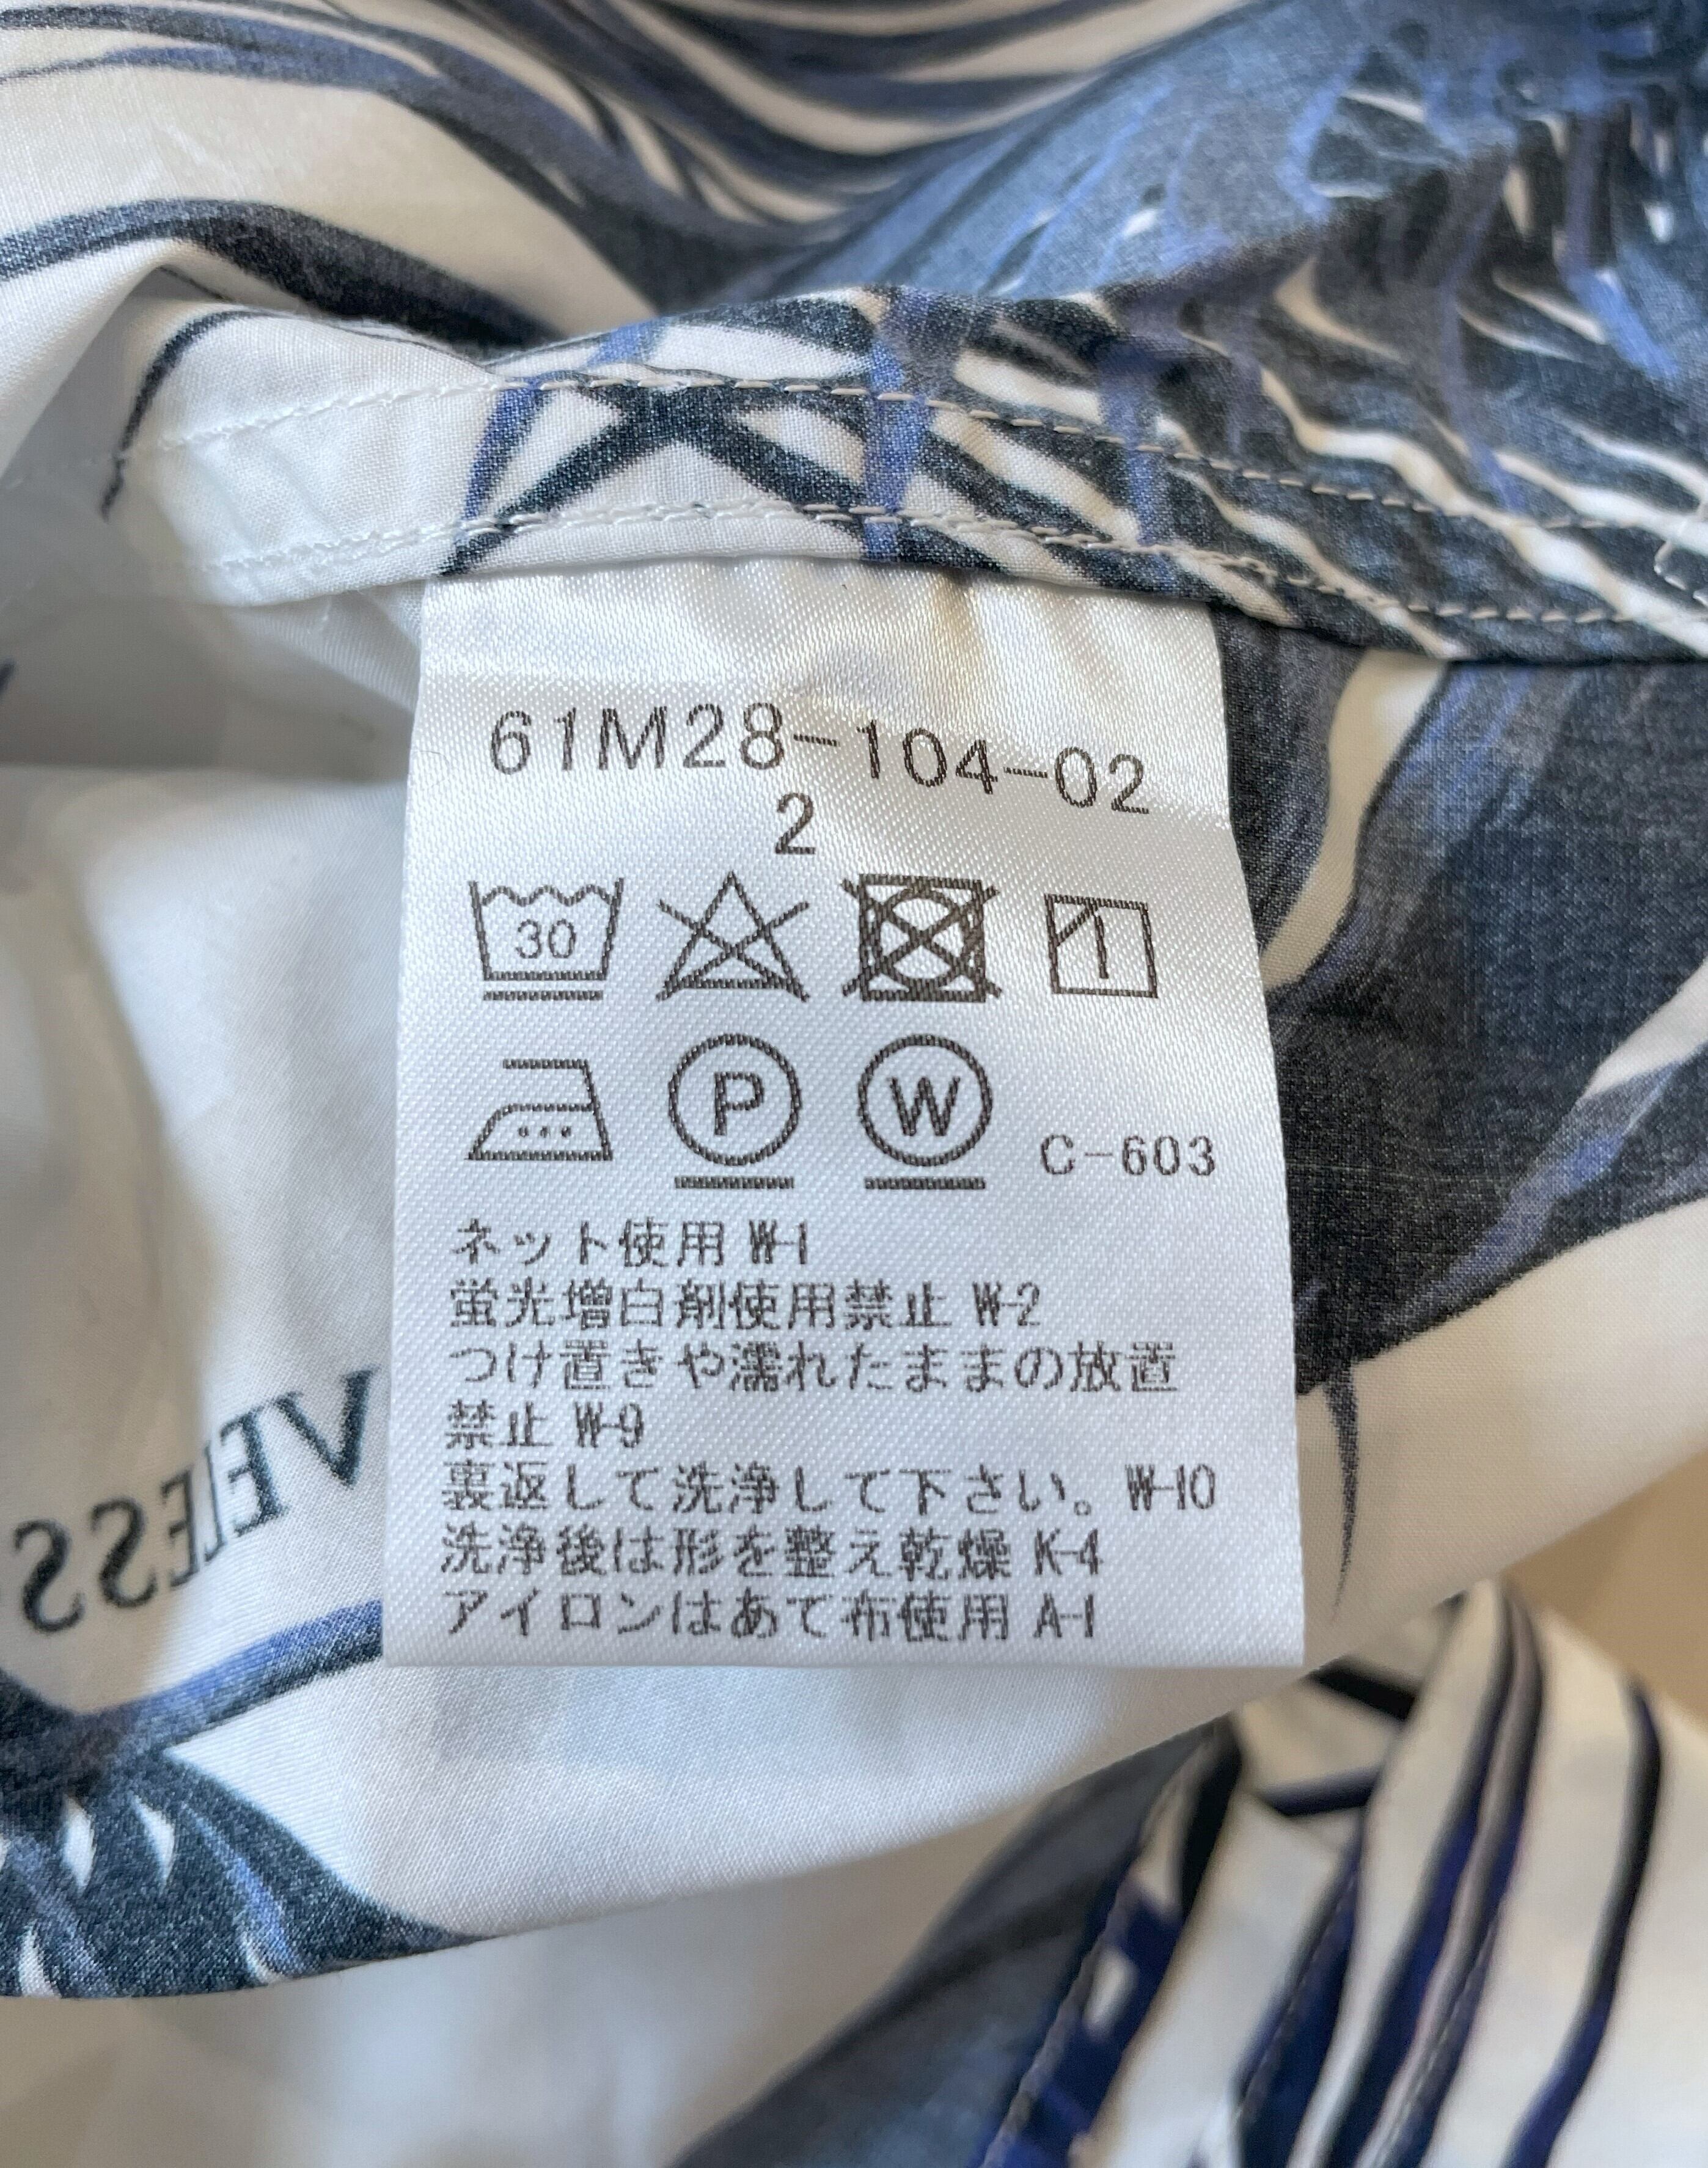 61M28-104-02
2
30
1
P
W
C-603
ネット使用 W-1
蛍光増白剤使用禁止 W-2
つけ置きや濡れたままの放置
禁止 W-9
裏返して洗浄して下さい。W-10
洗浄後は形を整え乾燥 K-4
アイロンはあて布使用 A-1